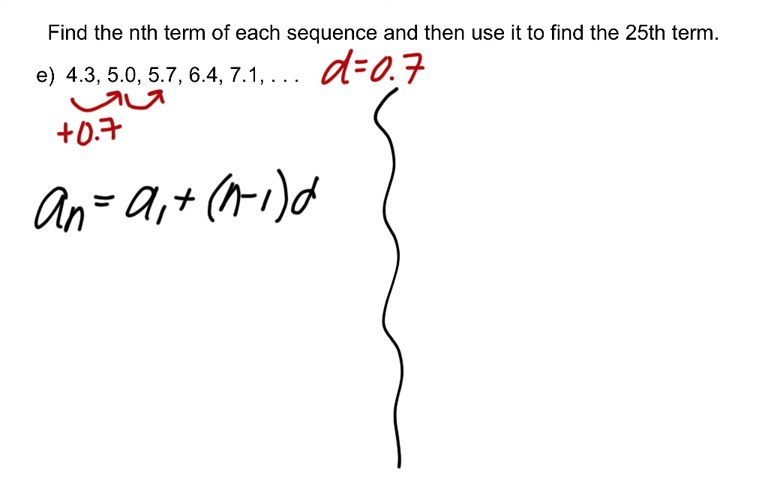 Find the nth term of each sequence and then use it to find the 25th term.
e) 4.3, 5.0, 5.7, 6.4, 7.1, . . . d=0.7
+0.7
aₙ = a₁ + (n-1)d